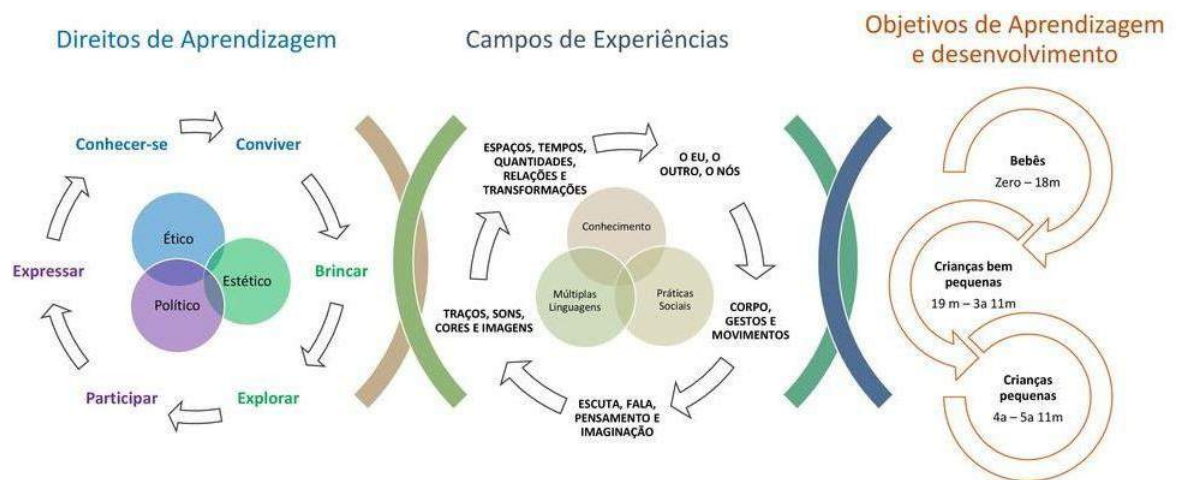 Direitos de Aprendizagem
Conhecer-se
Conviver
Brincar
Explorar
Participar
Expressar
Ético
Estético
Político
Campos de Experiências
ESPAÇOS, TEMPOS,
QUANTIDADES,
RELAÇÕES E
TRANSFORMAÇÕES
O EU, O
OUTRO, O NÓS
CORPO,
GESTOS E
MOVIMENTOS
ESCUTA, FALA,
PENSAMENTO E
IMAGINAÇÃO
TRAÇOS, SONS,
CORES E IMAGENS
Conhecimento
Múltiplas
Linguagens
Práticas
Sociais
Objetivos de Aprendizagem
e desenvolvimento
Bebês
Zero – 18m
Crianças bem
pequenas
19 m – 3a 11m
Crianças
pequenas
4a – 5a 11m